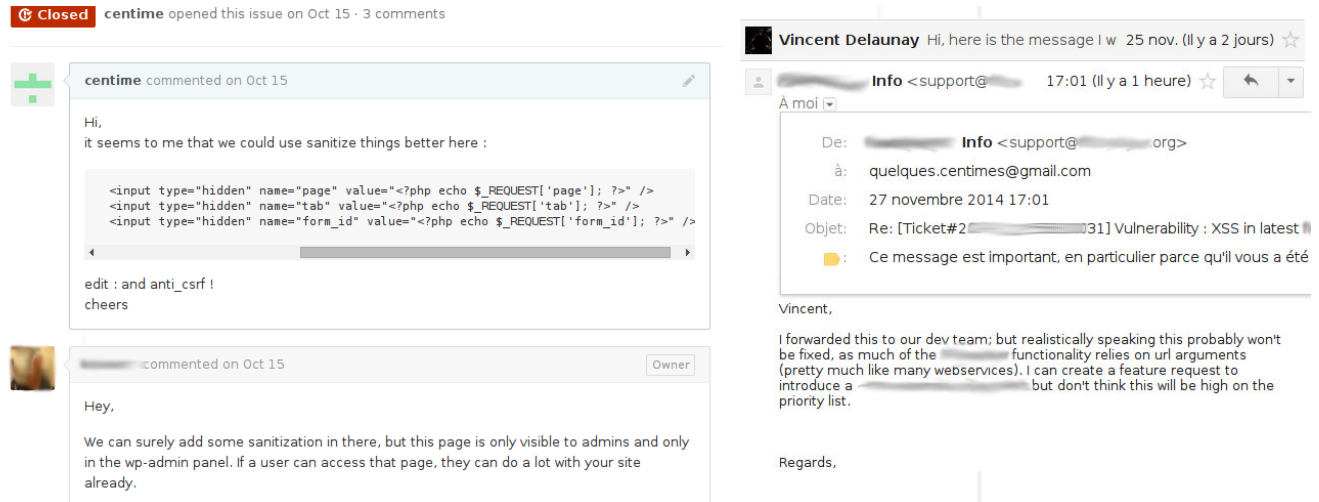 Closed centime opened this issue on Oct 15 · 3 comments
centime commented on Oct 15
Hi,
it seems to me that we could use sanitize things better here :
<input type="hidden" name="page" value="<?php echo $_REQUEST['page']; ?>" />
<input type="hidden" name="tab" value="<?php echo $_REQUEST['tab']; ?>" />
<input type="hidden" name="form_id" value="<?php echo $_REQUEST['form_id']; ?>" />
edit : and anti_csrf !
cheers
commented on Oct 15 Owner
Hey,
We can surely add some sanitization in there, but this page is only visible to admins and only
in the wp-admin panel. If a user can access that page, they can do a lot with your site
already.
Vincent Delaunay Hi, here is the message I w 25 nov. (Il y a 2 jours)
Info <support@ 17:01 (Il y a 1 heure)
À moi
De: Info <support@ org>
à: quelques.centimes@gmail.com
Date: 27 novembre 2014 17:01
Objet: Re: [Ticket#2 031] Vulnerability : XSS in latest
: Ce message est important, en particulier parce qu'il vous a été
Vincent,
I forwarded this to our dev team; but realistically speaking this probably won't
be fixed, as much of the functionality relies on url arguments
(pretty much like many webservices). I can create a feature request to
introduce a but don't think this will be high on the
priority list.
Regards,